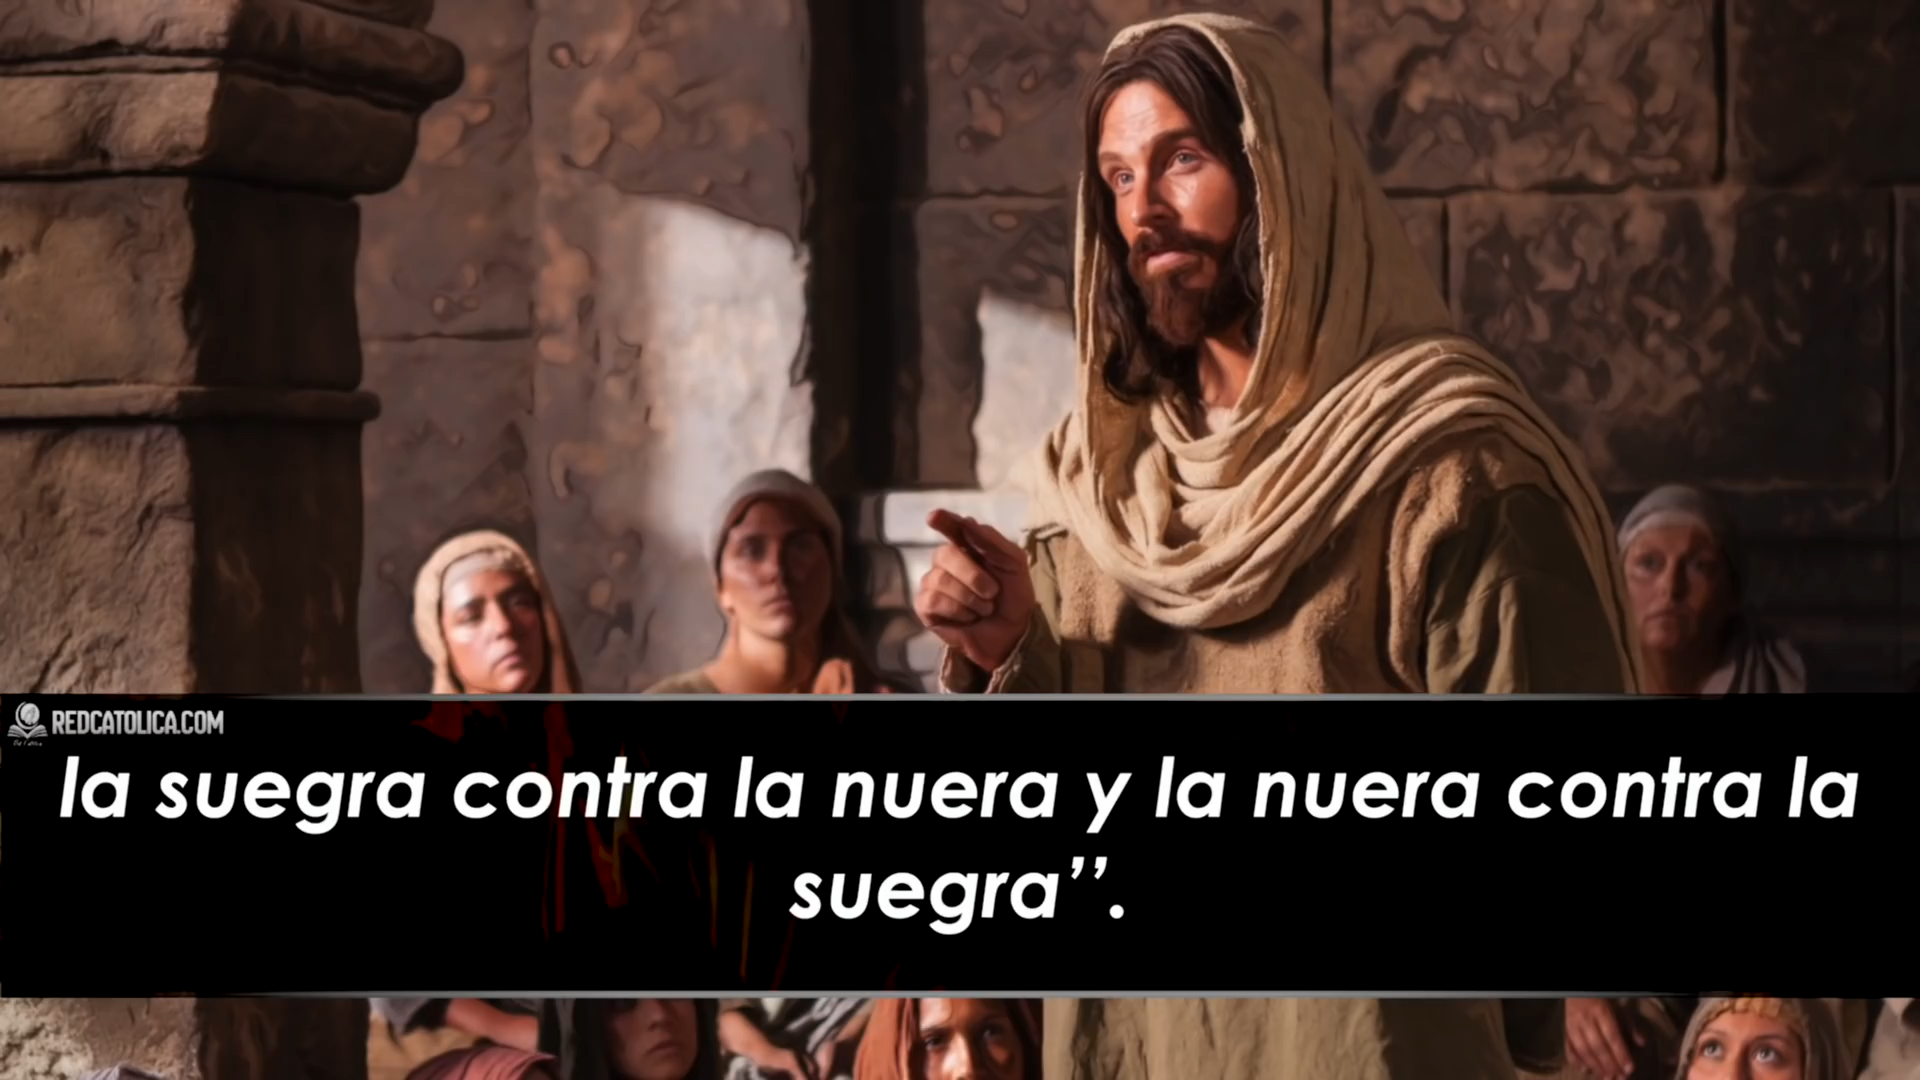 REDCATOLICA.COM
la suegra contra la nuera y la nuera contra la
suegra”.